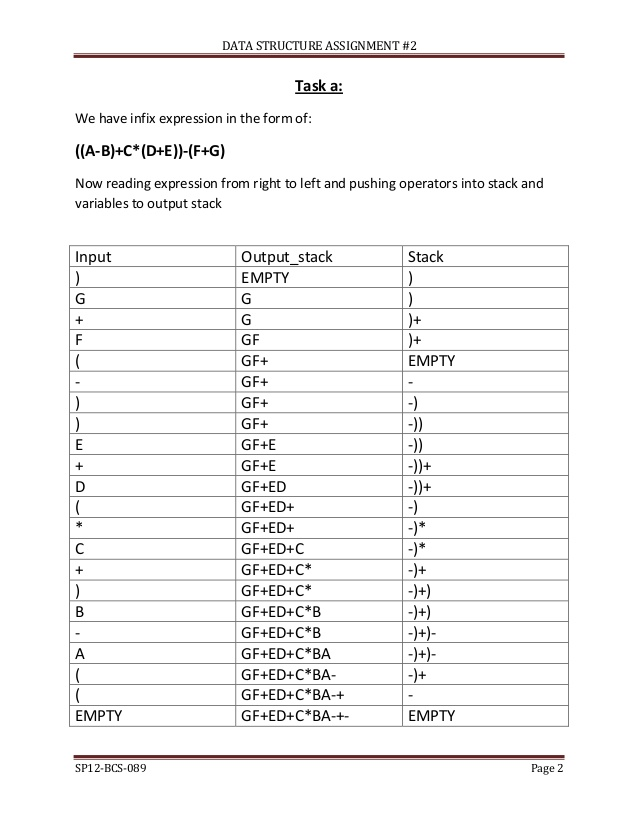 DATA STRUCTURE ASSIGNMENT #2
Task a:
We have infix expression in the form of:
((A-B)+C*(D+E))-(F+G)
Now reading expression from right to left and pushing operators into stack and
variables to output stack
Input Output_stack Stack
) EMPTY )
G G )
+ G )+
F GF )+
( GF+ EMPTY
- GF+ -
) GF+ -)
) GF+ -))
E GF+E -))
+ GF+E -))+
D GF+ED -))+
( GF+ED+ -)
* GF+ED+ -)*
C GF+ED+C -)*
+ GF+ED+C* -)+
) GF+ED+C* -)+)
B GF+ED+C*B -)+)
- GF+ED+C*B -)+)-
A GF+ED+C*BA -)+)-
( GF+ED+C*BA- -)+
( GF+ED+C*BA-+ -
EMPTY GF+ED+C*BA-+- EMPTY
SP12-BCS-089 Page 2